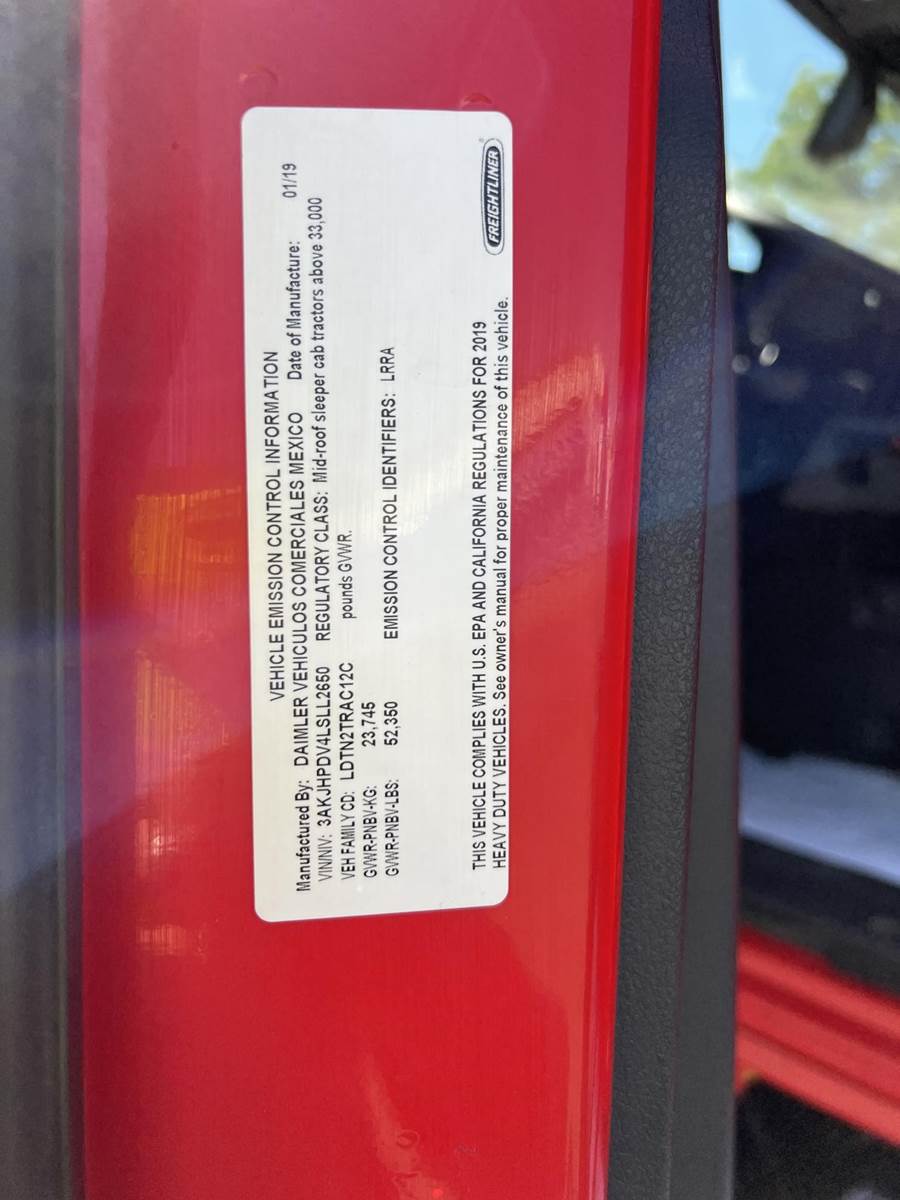 VEHICLE EMISSION CONTROL INFORMATION
Manufactured By: DAIMLER VEHICULOS COMERCIALES MEXICO Date of Manufacture: 01/19
VIN/NIV: 3AKJHPDV4LSLL2650 REGULATORY CLASS: Mid-roof sleeper cab tractors above 33,000
VEH FAMILY CD: LDTN2TRAC12C pounds GVWR.
GVWR-PNBV-KG: 23,745
GVWR-PNBV-LBS: 52,350 EMISSION CONTROL IDENTIFIERS: LRRA
THIS VEHICLE COMPLIES WITH U.S. EPA AND CALIFORNIA REGULATIONS FOR 2019
HEAVY DUTY VEHICLES. See owner's manual for proper maintenance of this vehicle.
FREIGHTLINER